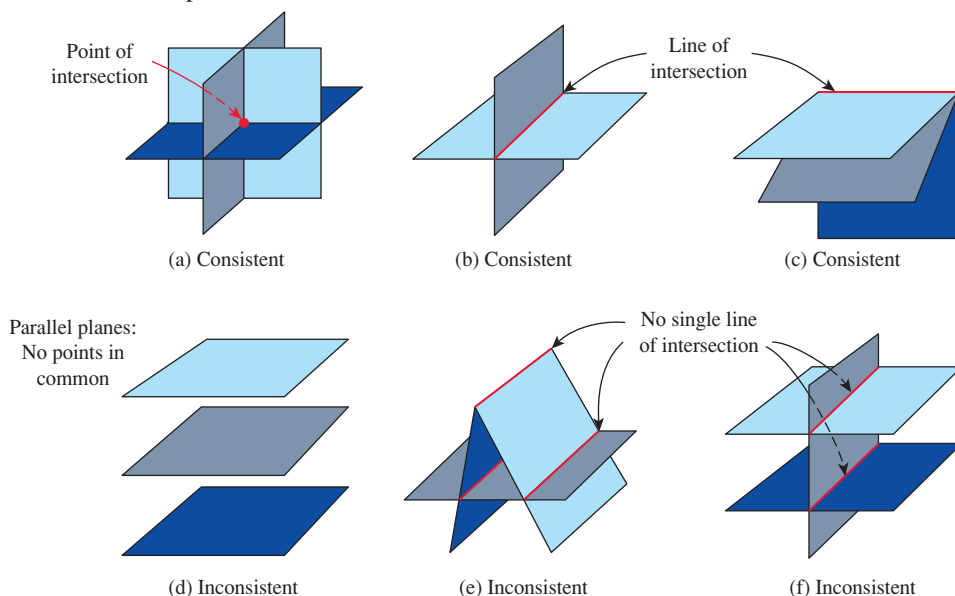 Point of
intersection
Line of
intersection
(a) Consistent
(b) Consistent
(c) Consistent
Parallel planes:
No points in
common
No single line
of intersection
(d) Inconsistent
(e) Inconsistent
(f) Inconsistent